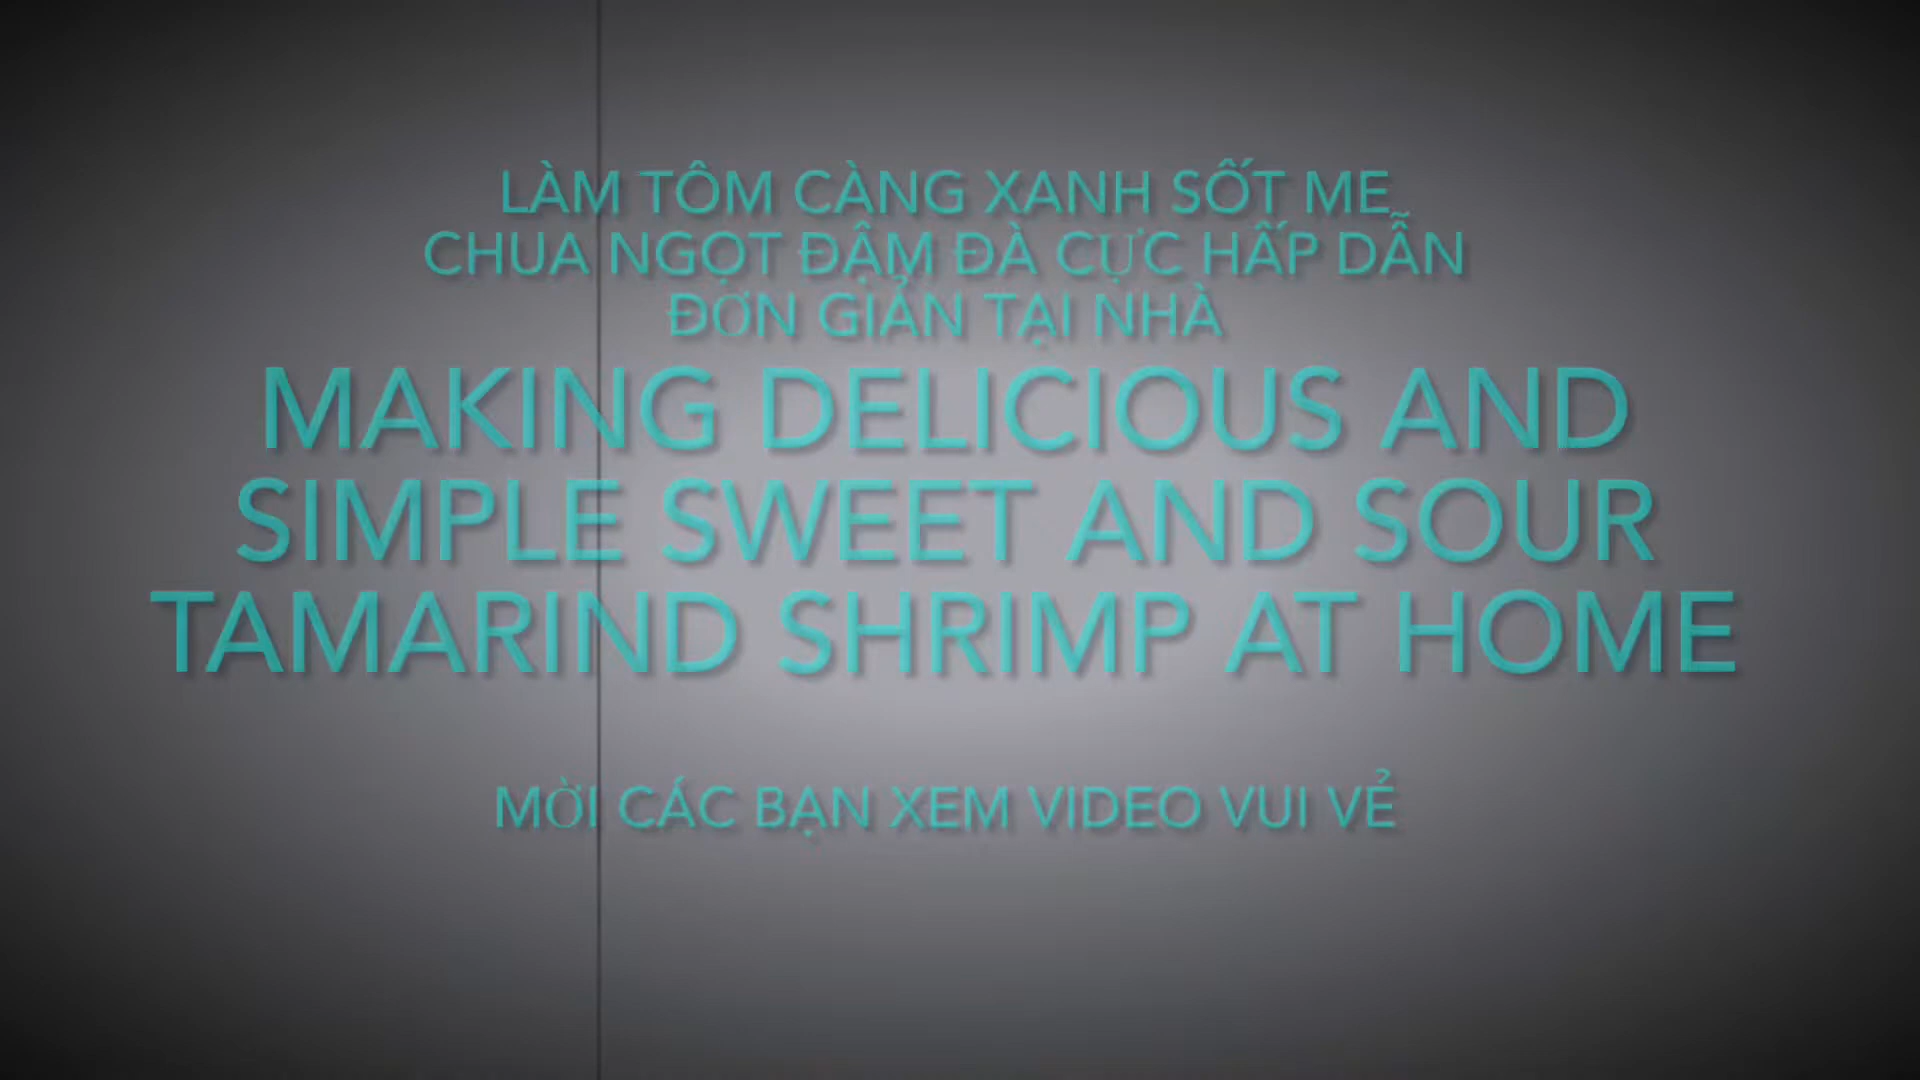 LÀM TÔM CÀNG XANH SỐT ME
CHUA NGỌT ĐẬM ĐÀ CỰC HẤP DẪN
ĐƠN GIẢN TẠI NHÀ
MAKING DELICIOUS AND
SIMPLE SWEET AND SOUR
TAMARIND SHRIMP AT HOME
MỜI CÁC BẠN XEM VIDEO VUI VẺ